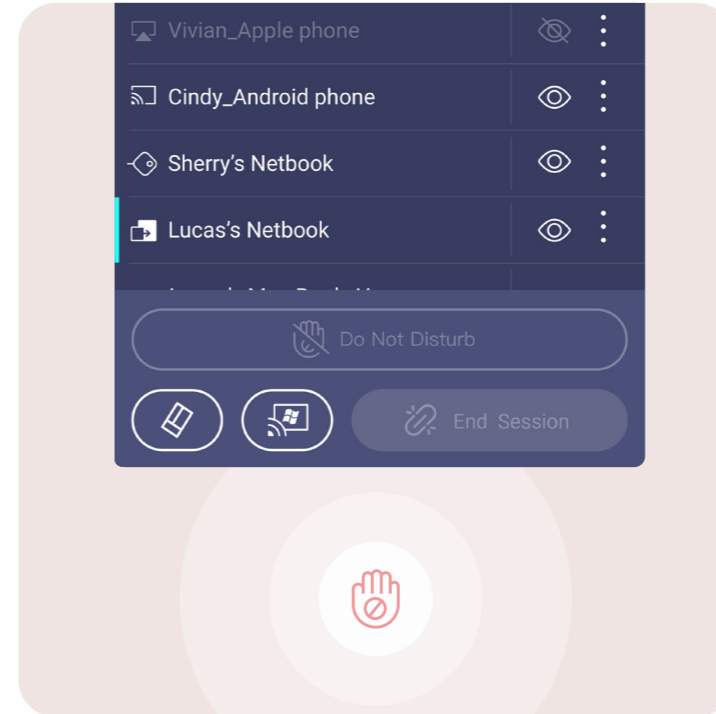 Vivian_Apple phone
Cindy_Android phone
Sherry's Netbook
Lucas's Netbook
Do Not Disturb
End Session